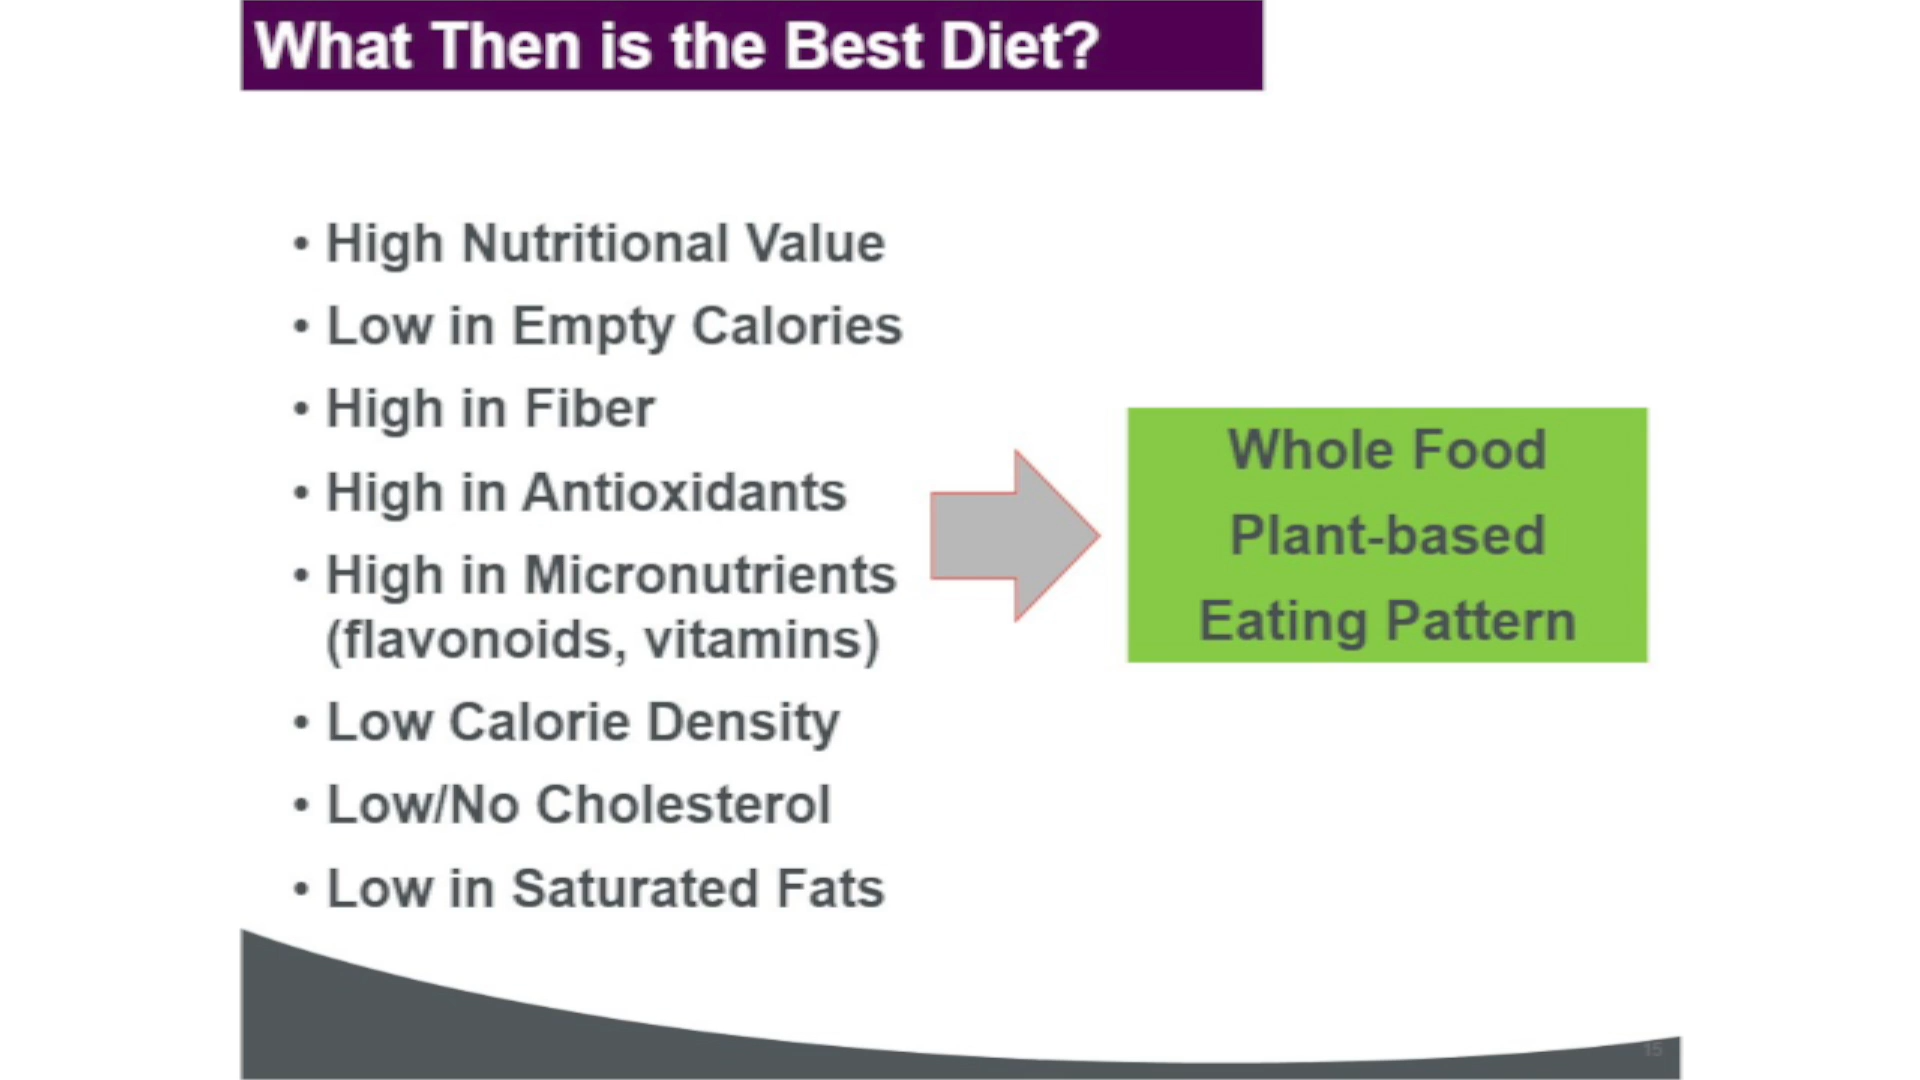 What Then is the Best Diet?
• High Nutritional Value
• Low in Empty Calories
• High in Fiber
• High in Antioxidants
• High in Micronutrients
(flavonoids, vitamins)
• Low Calorie Density
• Low/No Cholesterol
• Low in Saturated Fats
Whole Food
Plant-based
Eating Pattern
15